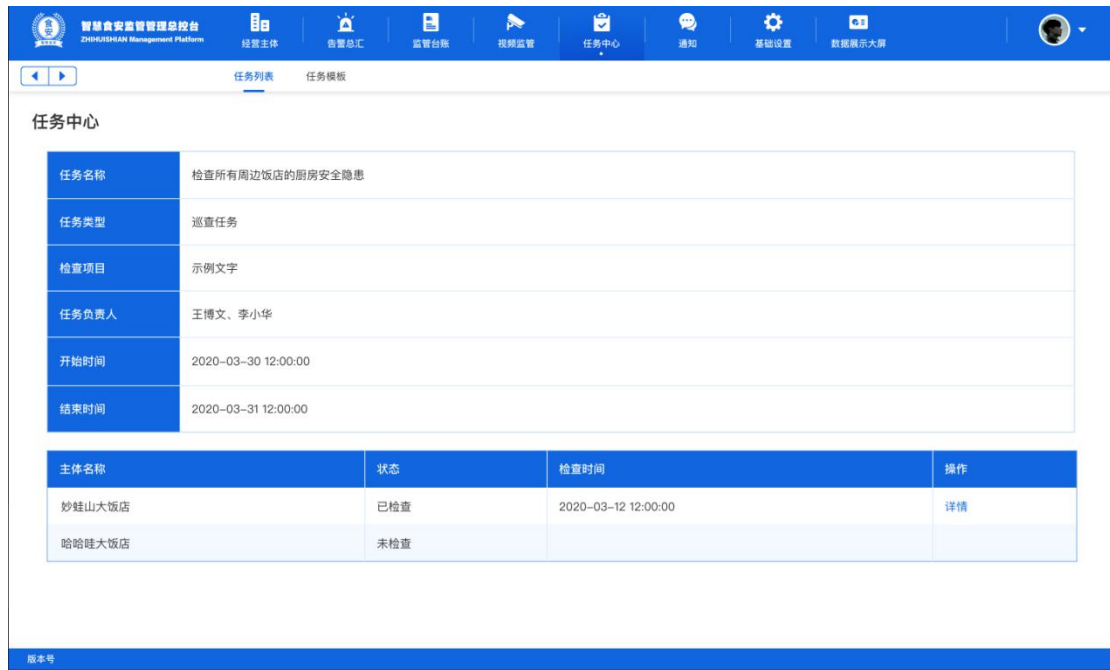 智慧食安监管管理总控台
ZHIHUISHIAN Management Platform
经营主体 告警总汇 监管台账 视频监管 任务中心 通知 基础设置 数据展示大屏
任务列表 任务模板
任务中心
任务名称 检查所有周边饭店的厨房安全隐患
任务类型 巡查任务
检查项目 示例文字
任务负责人 王博文、李小华
开始时间 2020-03-30 12:00:00
结束时间 2020-03-31 12:00:00
主体名称 状态 检查时间 操作
妙蛙山大饭店 已检查 2020-03-12 12:00:00 详情
哈哈哇大饭店 未检查
版本号